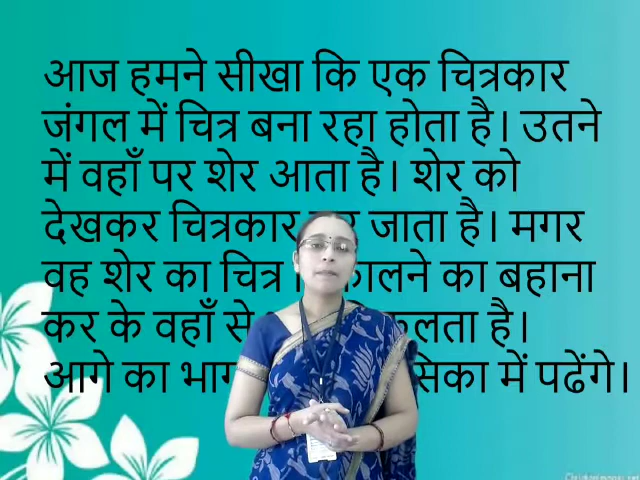 आज हमने सीखा कि एक चित्रकार
जंगल में चित्र बना रहा होता है। उतने
में वहाँ पर शेर आता है। शेर को
देखकर चित्रकार जाता है। मगर
वह शेर का चित्र का बहाना
कर के वहाँ से है।
आगे का में पढेंगे।